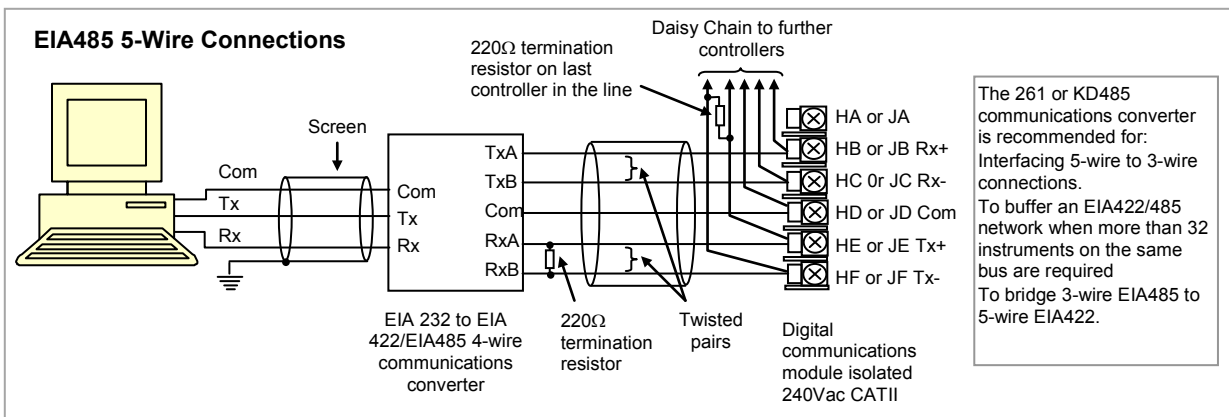 EIA485 5-Wire Connections
Daisy Chain to further
controllers
220Ω termination
resistor on last
controller in the line
Screen
Com
Tx
Rx
Com
Tx
Rx
TxA
TxB
Com
RxA
RxB
EIA 232 to EIA
422/EIA485 4-wire
communications
converter
220Ω
termination
resistor
Twisted
pairs
HA or JA
HB or JB Rx+
HC 0r JC Rx-
HD or JD Com
HE or JE Tx+
HF or JF Tx-
Digital
communications
module isolated
240Vac CATII
The 261 or KD485
communications converter
is recommended for:
Interfacing 5-wire to 3-wire
connections.
To buffer an EIA422/485
network when more than 32
instruments on the same
bus are required
To bridge 3-wire EIA485 to
5-wire EIA422.